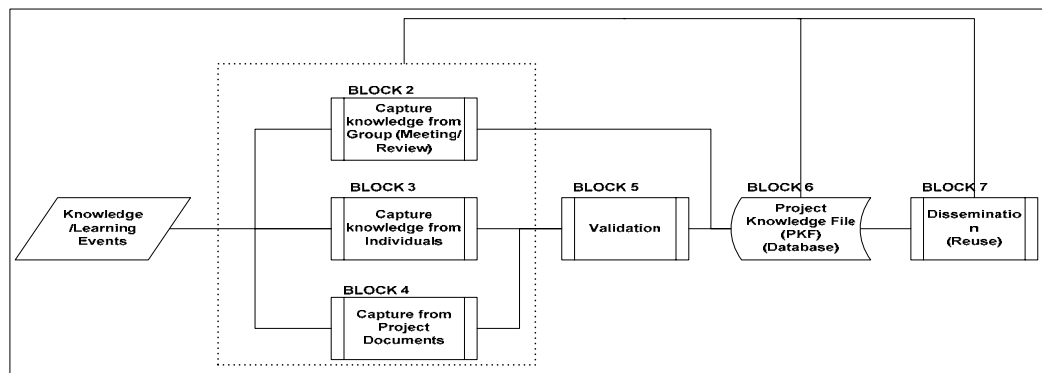 BLOCK 2
Capture
knowledge from
Group (Meeting/
Review)
Knowledge
/Learning
Events
BLOCK 3
Capture
knowledge from
Individuals
BLOCK 4
Capture from
Project
Documents
BLOCK 5
Validation
BLOCK 6
Project
Knowledge File
(PKF)
(Database)
BLOCK 7
Disseminatio
n
(Reuse)